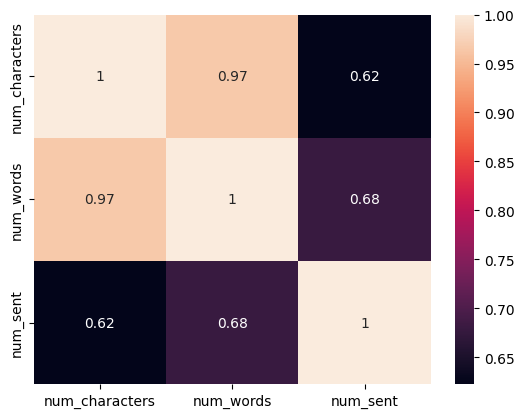 num_characters
1
0.97
0.62
num_words
0.97
1
0.68
num_sent
0.62
0.68
1
num_characters
num_words
num_sent
1.00
0.95
0.90
0.85
0.80
0.75
0.70
0.65